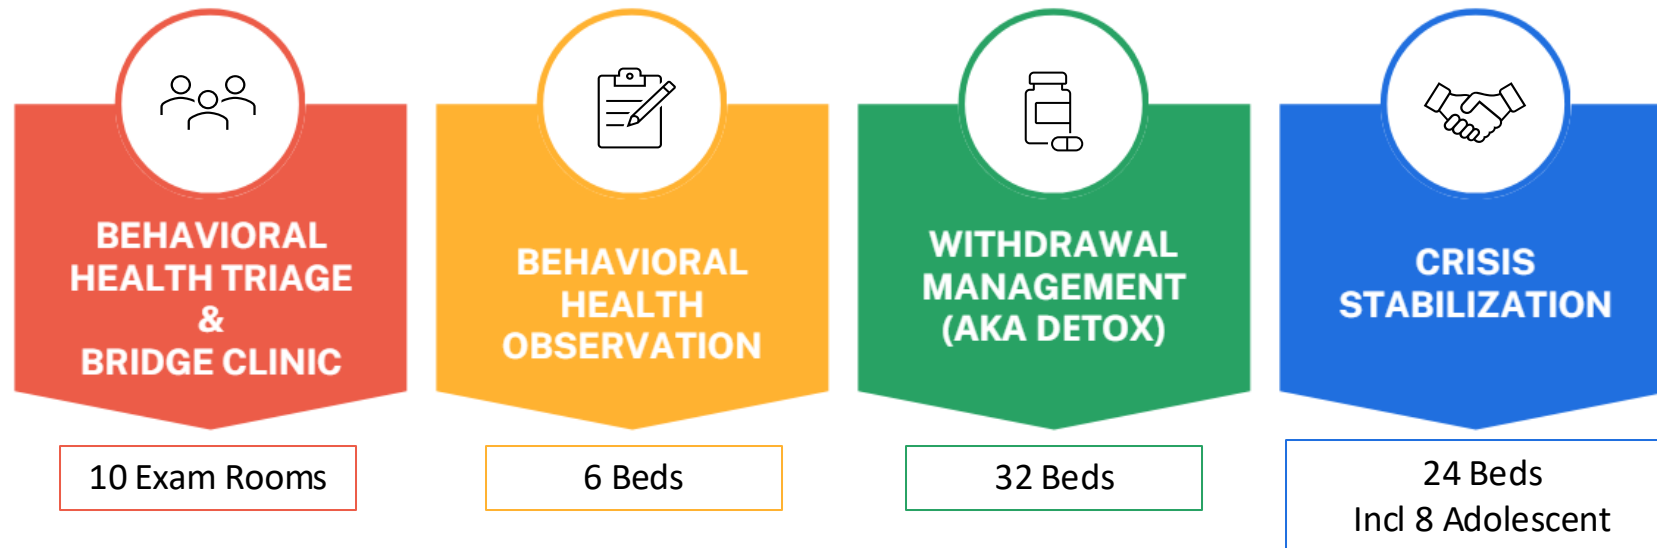 BEHAVIORAL
HEALTH TRIAGE
&
BRIDGE CLINIC
10 Exam Rooms
BEHAVIORAL
HEALTH
OBSERVATION
6 Beds
WITHDRAWAL
MANAGEMENT
(AKA DETOX)
32 Beds
CRISIS
STABILIZATION
24 Beds
Incl 8 Adolescent